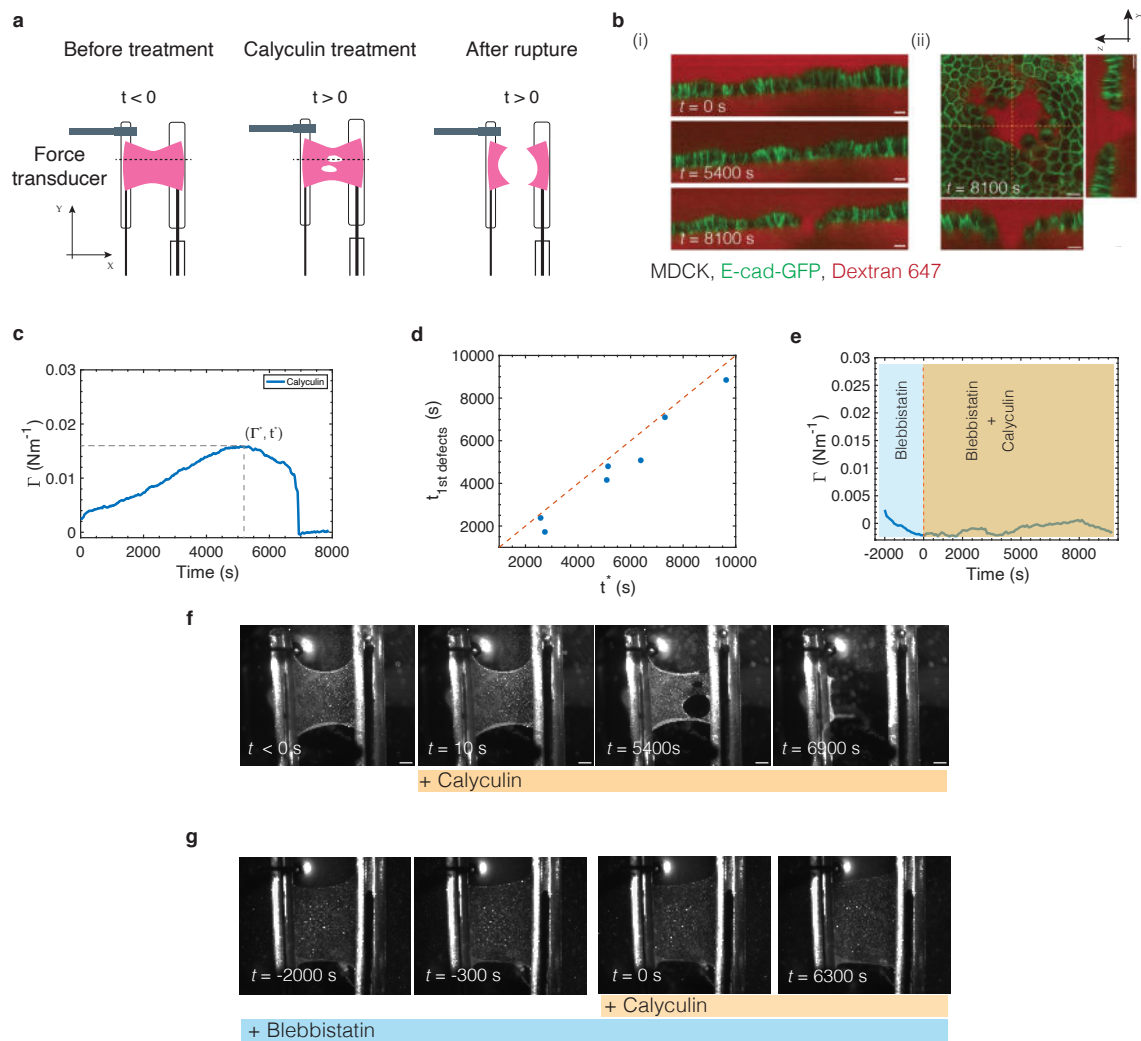 a
Before treatment
Calyculin treatment
After rupture
t < 0
t > 0
t > 0
Force
transducer
Y
X
b
(i)
(ii)
Y
Z
t = 0 s
t = 5400 s
t = 8100 s
t = 8100 s
MDCK, E-cad-GFP, Dextran 647
c
Calyculin
(Γ*, t*)
0.03
0.02
0.01
0
Γ (Nm⁻¹)
0
2000
4000
6000
8000
Time (s)
d
10000
8000
6000
4000
2000
t1st defects (s)
2000
4000
6000
8000
10000
t*
e
0.03
0.025
0.02
0.015
0.01
0.005
0
Γ (Nm⁻¹)
Blebbistatin
Blebbistatin
+
Calyculin
-2000
0
2000
4000
8000
Time (s)
f
t < 0 s
t = 10 s
t = 5400s
t = 6900 s
+ Calyculin
g
t = -2000 s
t = -300 s
t = 0 s
t = 6300 s
+ Calyculin
+ Blebbistatin